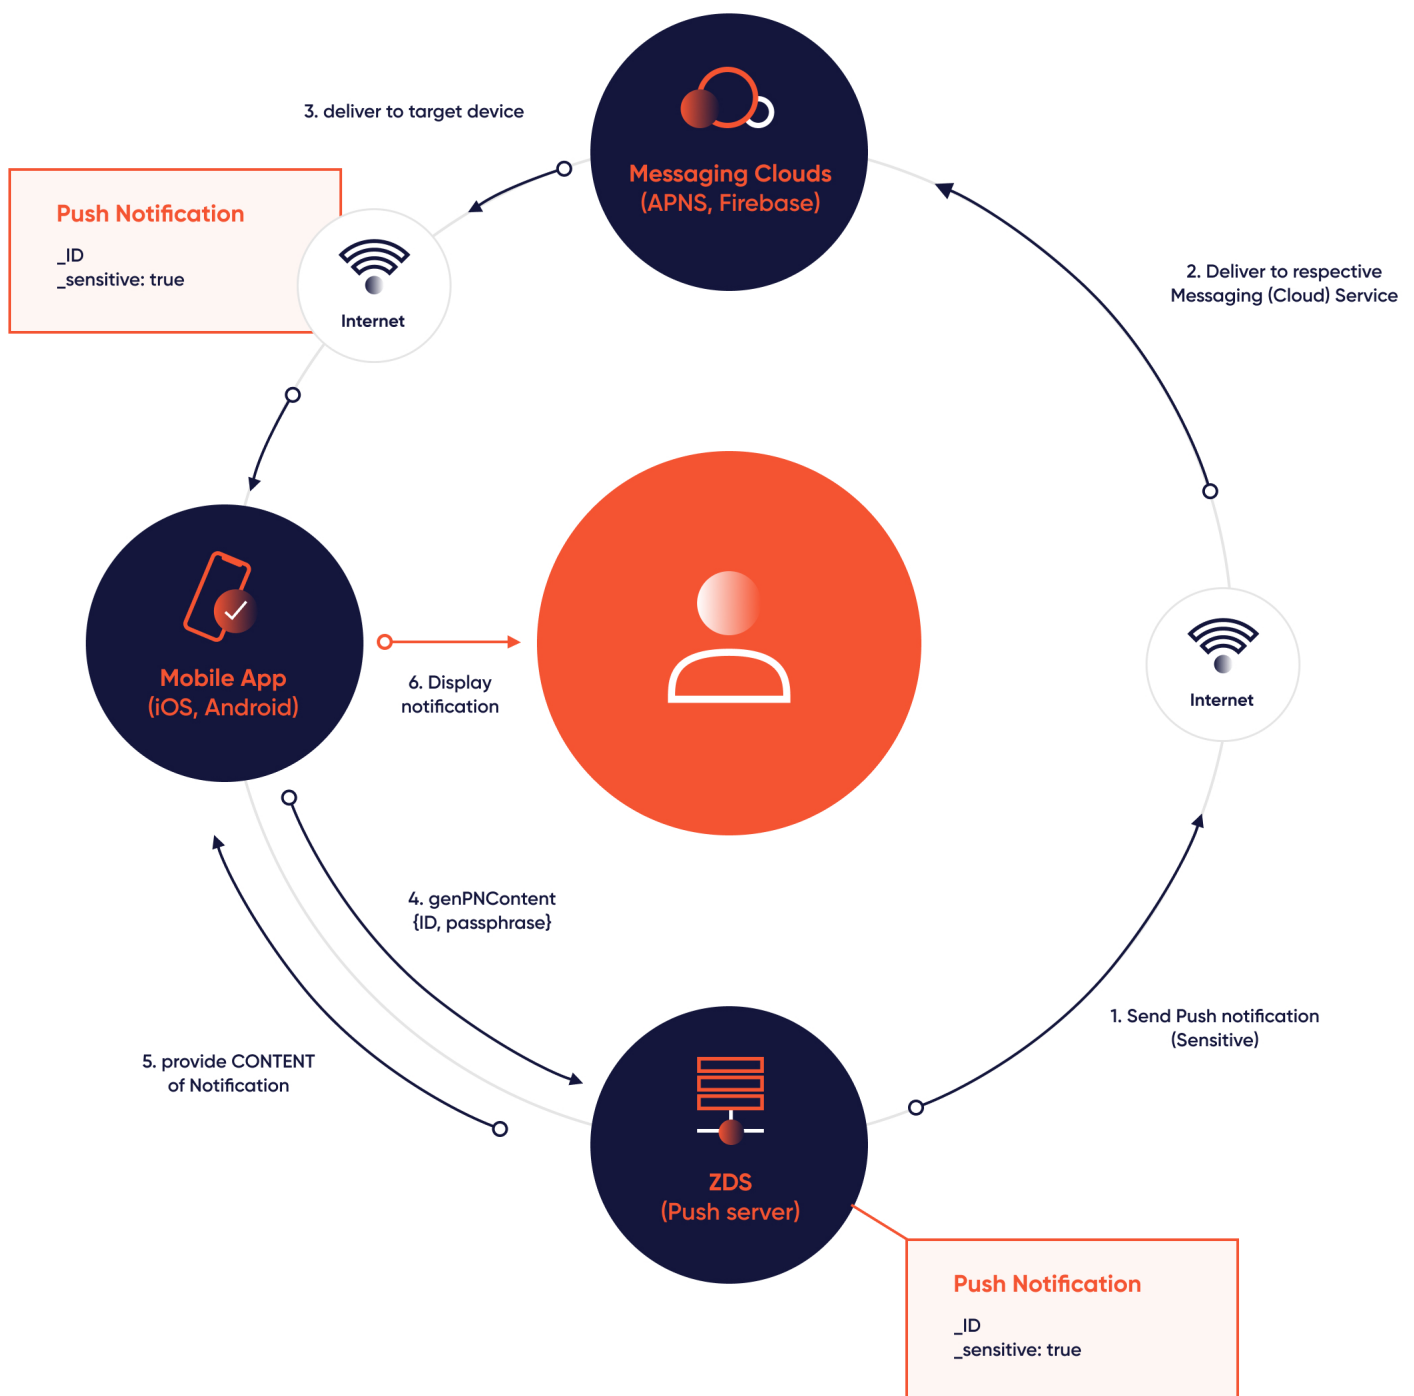 3. deliver to target device
Messaging Clouds
(APNS, Firebase)
Push Notification
_ID
_sensitive: true
Internet
2. Deliver to respective
Messaging (Cloud) Service
Mobile App
(iOS, Android)
6. Display
notification
Internet
4. genPNContent
{ID, passphrase}
5. provide CONTENT
of Notification
1. Send Push notification
(Sensitive)
ZDS
(Push server)
Push Notification
_ID
_sensitive: true